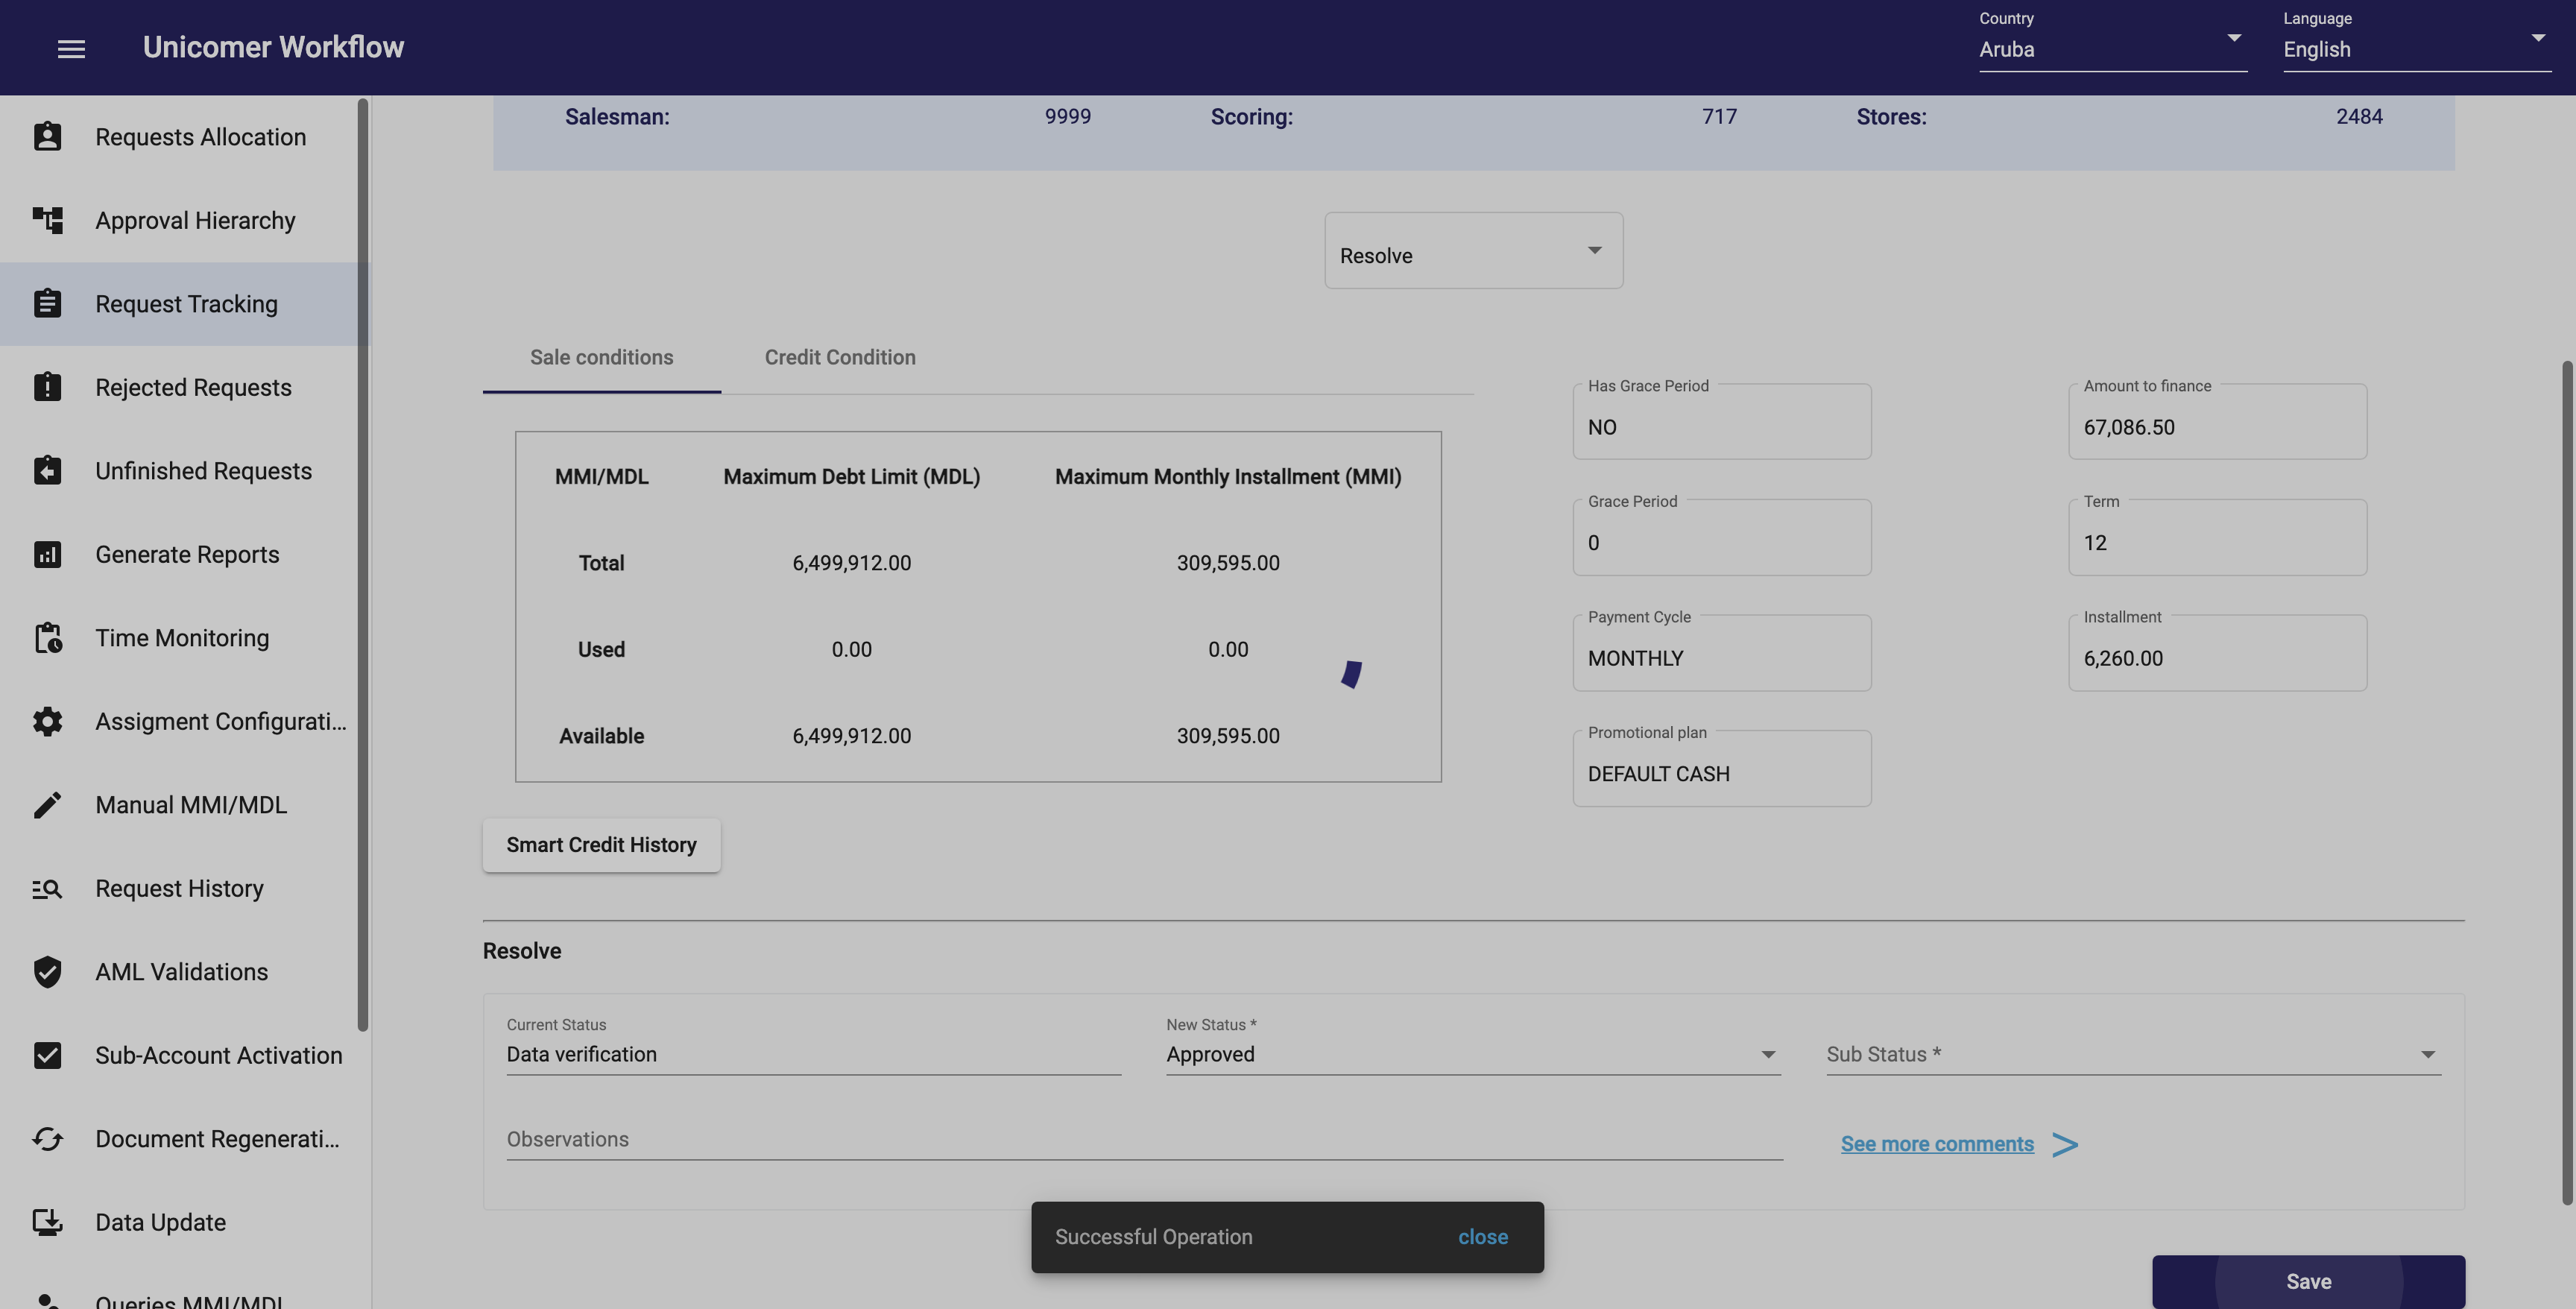 Unicomer Workflow
Country
Aruba
Language
English
Requests Allocation
Approval Hierarchy
Request Tracking
Rejected Requests
Unfinished Requests
Generate Reports
Time Monitoring
Assigment Configurati...
Manual MMI/MDL
Request History
AML Validations
Sub-Account Activation
Document Regenerati...
Data Update
Queries MMI/MDL
Salesman: 9999 Scoring: 717 Stores: 2484
Resolve
Sale conditions Credit Condition
MMI/MDL Maximum Debt Limit (MDL) Maximum Monthly Installment (MMI)
Total 6,499,912.00 309,595.00
Used 0.00 0.00
Available 6,499,912.00 309,595.00
Has Grace Period
NO
Amount to finance
67,086.50
Grace Period
0
Term
12
Payment Cycle
MONTHLY
Installment
6,260.00
Promotional plan
DEFAULT CASH
Smart Credit History
Resolve
Current Status
Data verification
New Status *
Approved
Sub Status *
Observations
See more comments >
Successful Operation close
Save